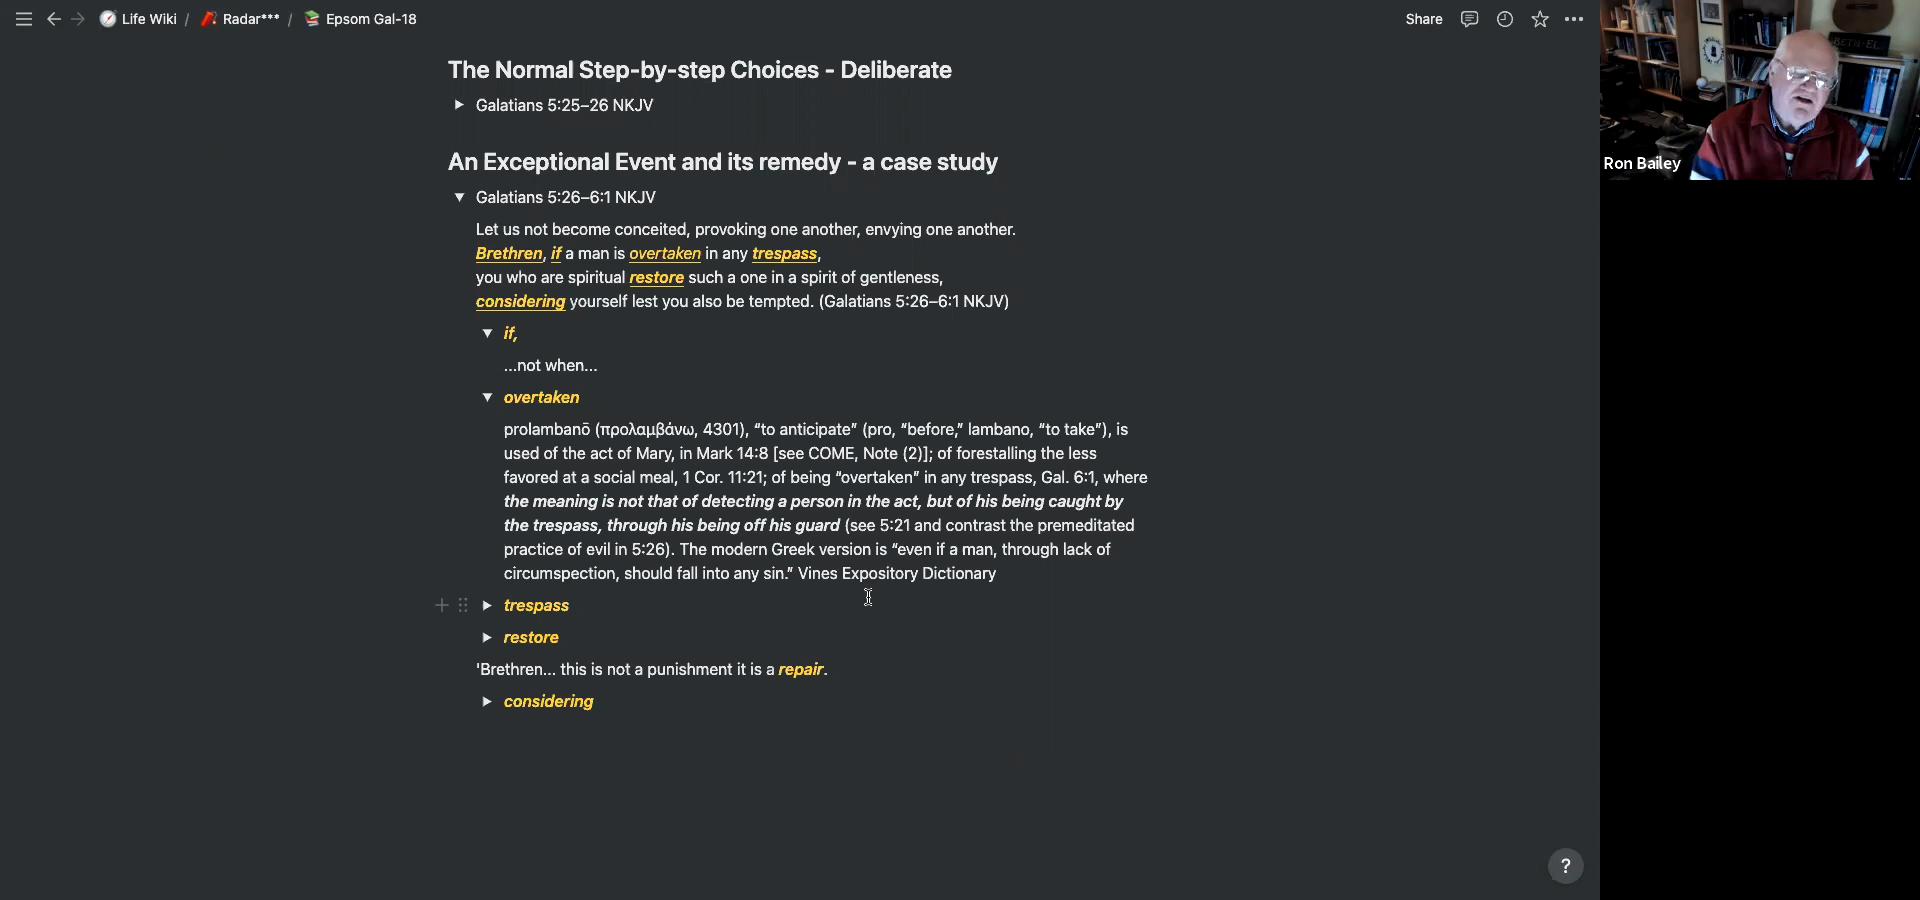 Life Wiki / Radar*** / Epsom Gal-18
Share
The Normal Step-by-step Choices - Deliberate
Galatians 5:25–26 NKJV
An Exceptional Event and its remedy - a case study
Galatians 5:26–6:1 NKJV
Let us not become conceited, provoking one another, envying one another.
Brethren, if a man is overtaken in any trespass,
you who are spiritual restore such a one in a spirit of gentleness,
considering yourself lest you also be tempted. (Galatians 5:26–6:1 NKJV)
if,
...not when...
overtaken
prolambanō (προλαμβάνω, 4301), “to anticipate” (pro, “before,” lambano, “to take”), is
used of the act of Mary, in Mark 14:8 [see COME, Note (2)]; of forestalling the less
favored at a social meal, 1 Cor. 11:21; of being “overtaken” in any trespass, Gal. 6:1, where
the meaning is not that of detecting a person in the act, but of his being caught by
the trespass, through his being off his guard (see 5:21 and contrast the premeditated
practice of evil in 5:26). The modern Greek version is “even if a man, through lack of
circumspection, should fall into any sin.” Vines Expository Dictionary
trespass
restore
'Brethren... this is not a punishment it is a repair.
considering
?
BETH-EL
Ron Bailey